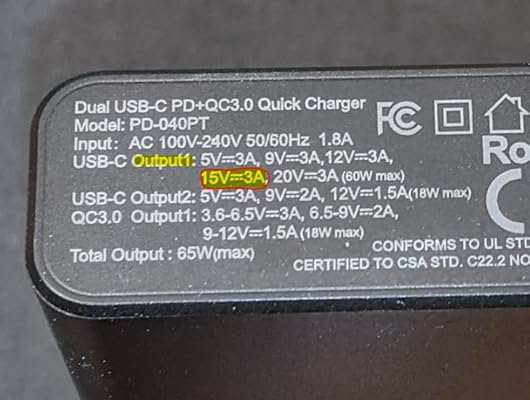 Dual USB-C PD+QC3.0 Quick Charger
Model: PD-040PT
Input: AC 100V-240V 50/60Hz 1.8A
USB-C Output1: 5V⎓3A, 9V⎓3A,12V⎓3A,
15V⎓3A, 20V⎓3A (60W max)
USB-C Output2: 5V⎓3A, 9V⎓2A, 12V⎓1.5A(18W max)
QC3.0 Output1: 3.6-6.5V⎓3A, 6.5-9V⎓2A,
9-12V⎓1.5A (18W max)
Total Output : 65W(max)
FC
Ro
C
CONFORMS TO UL STD
CERTIFIED TO CSA STD. C22.2 NO